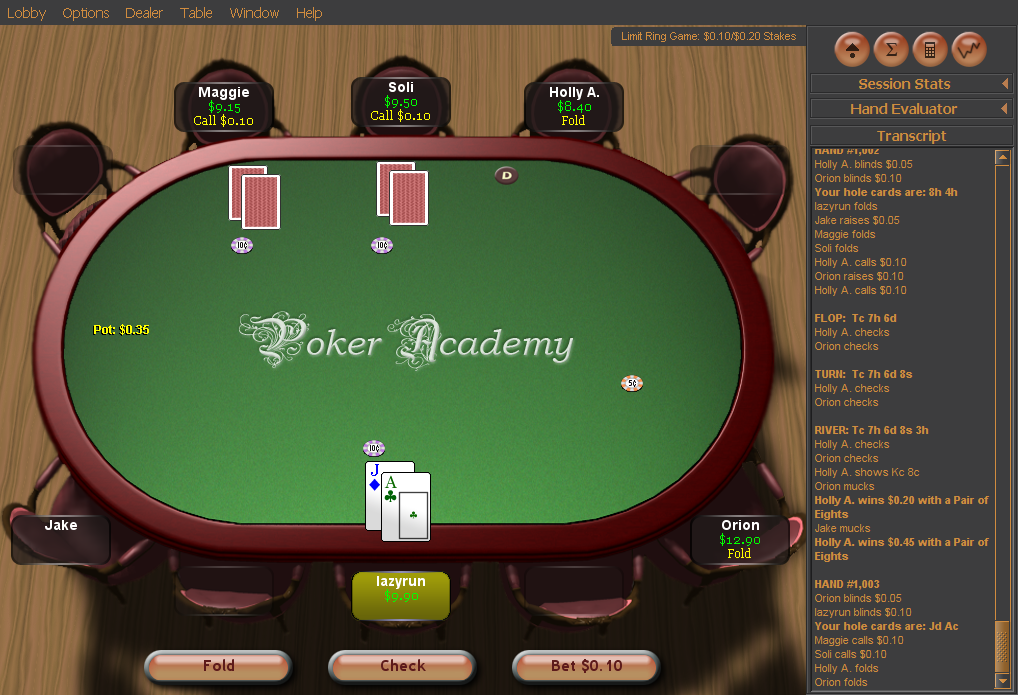 Lobby Options Dealer Table Window Help
Limit Ring Game: $0.10/$0.20 Stakes
Maggie
$9.15
Call $0.10
Soli
$9.50
Call $0.10
Holly A.
$8.40
Fold
D
10¢
10¢
Pot: $0.35
Poker Academy
5¢
10¢
J
A
Jake
Orion
$12.90
Fold
lazyrun
$9.90
Fold
Check
Bet $0.10
Σ
Session Stats
Hand Evaluator
Transcript
HAND #1,002
Holly A. blinds $0.05
Orion blinds $0.10
Your hole cards are: 8h 4h
lazyrun folds
Jake raises $0.05
Maggie folds
Soli folds
Holly A. calls $0.10
Orion raises $0.10
Holly A. calls $0.10
FLOP: Tc 7h 6d
Holly A. checks
Orion checks
TURN: Tc 7h 6d 8s
Holly A. checks
Orion checks
RIVER: Tc 7h 6d 8s 3h
Holly A. checks
Orion checks
Holly A. shows Kc 8c
Orion mucks
Holly A. wins $0.20 with a Pair of
Eights
Jake mucks
Holly A. wins $0.45 with a Pair of
Eights
HAND #1,003
Orion blinds $0.05
lazyrun blinds $0.10
Your hole cards are: Jd Ac
Maggie calls $0.10
Soli calls $0.10
Holly A. folds
Orion folds